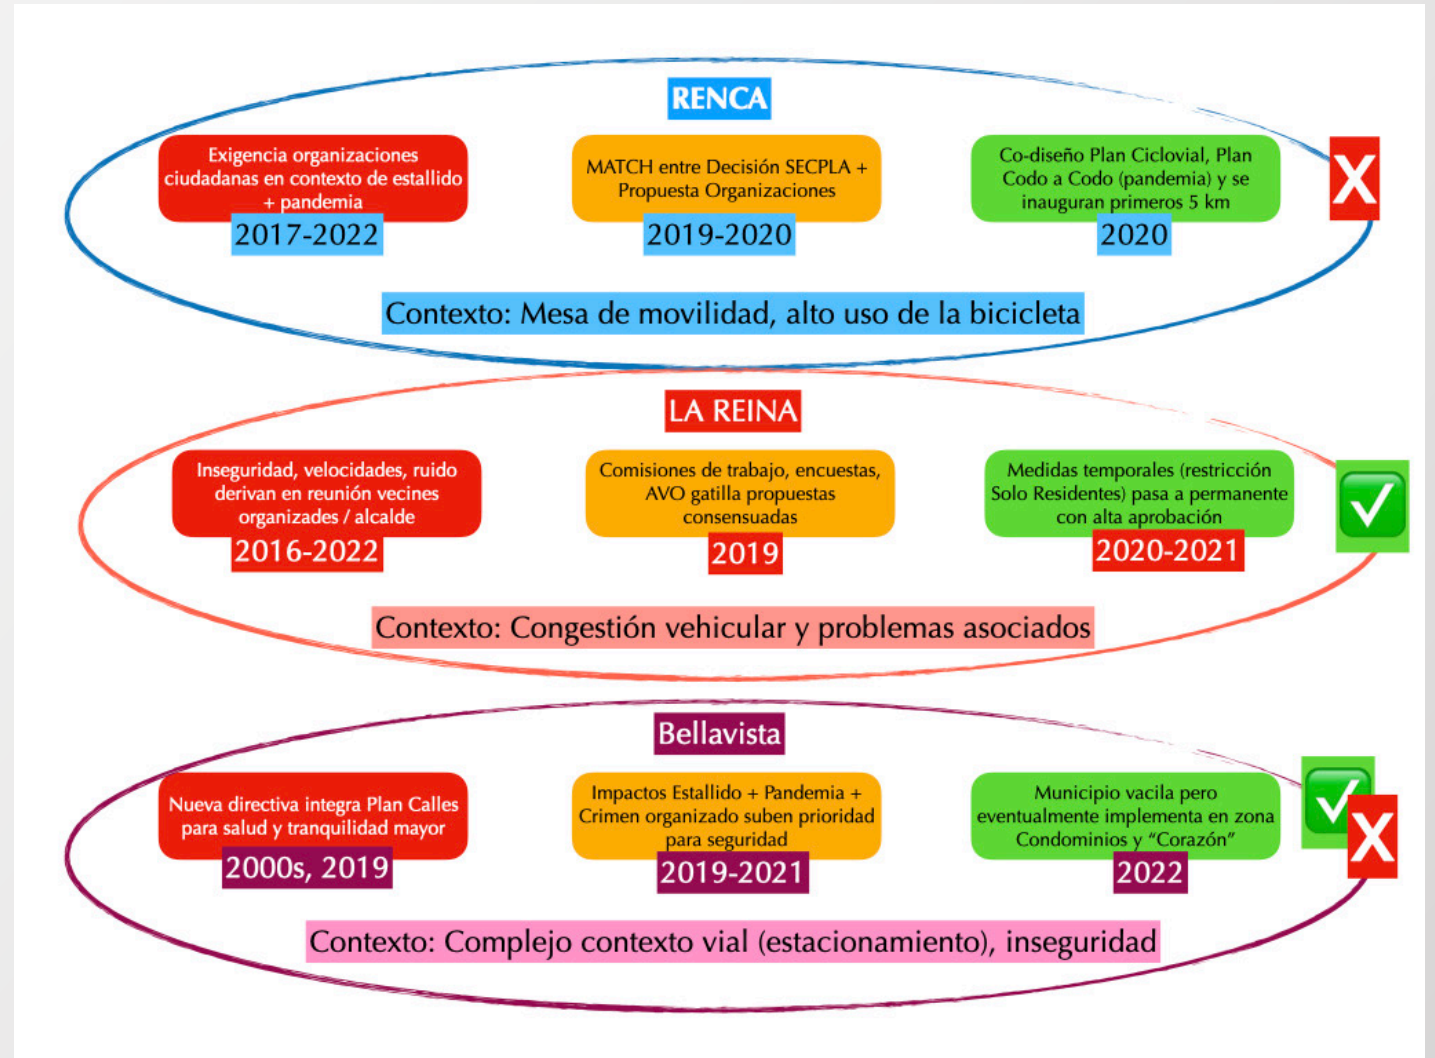 RENCA
Exigencia organizaciones
ciudadanas en contexto de estallido
+ pandemia
2017-2022
MATCH entre Decisión SECPLA +
Propuesta Organizaciones
2019-2020
Co-diseño Plan Ciclovial, Plan
Codo a Codo (pandemia) y se
inauguran primeros 5 km
2020
X
Contexto: Mesa de movilidad, alto uso de la bicicleta
LA REINA
Inseguridad, velocidades, ruido
derivan en reunión vecines
organizades / alcalde
2016-2022
Comisiones de trabajo, encuestas,
AVO gatilla propuestas
consensuadas
2019
Medidas temporales (restricción
Solo Residentes) pasa a permanente
con alta aprobación
2020-2021
Contexto: Congestión vehicular y problemas asociados
Bellavista
Nueva directiva integra Plan Calles
para salud y tranquilidad mayor
2000s, 2019
Impactos Estallido + Pandemia +
Crimen organizado suben prioridad
para seguridad
2019-2021
Municipio vacila pero
eventualmente implementa en zona
Condominios y “Corazón”
2022
X
Contexto: Complejo contexto vial (estacionamiento), inseguridad